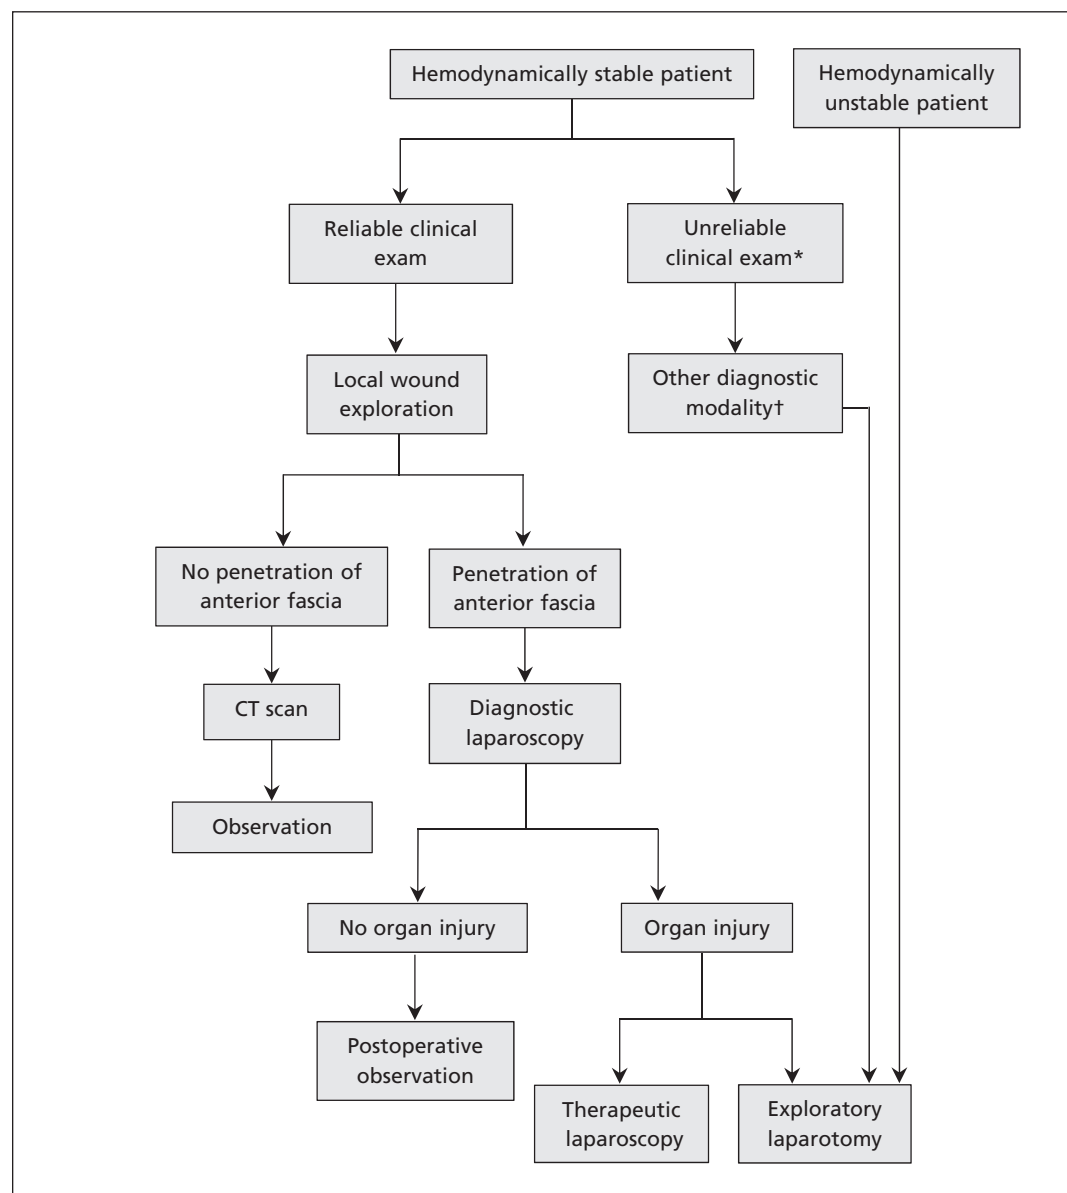 Hemodynamically stable patient
Hemodynamically
unstable patient
Reliable clinical
exam
Unreliable
clinical exam*
Local wound
exploration
Other diagnostic
modality†
No penetration of
anterior fascia
Penetration of
anterior fascia
CT scan
Diagnostic
laparoscopy
Observation
No organ injury
Organ injury
Postoperative
observation
Therapeutic
laparoscopy
Exploratory
laparotomy